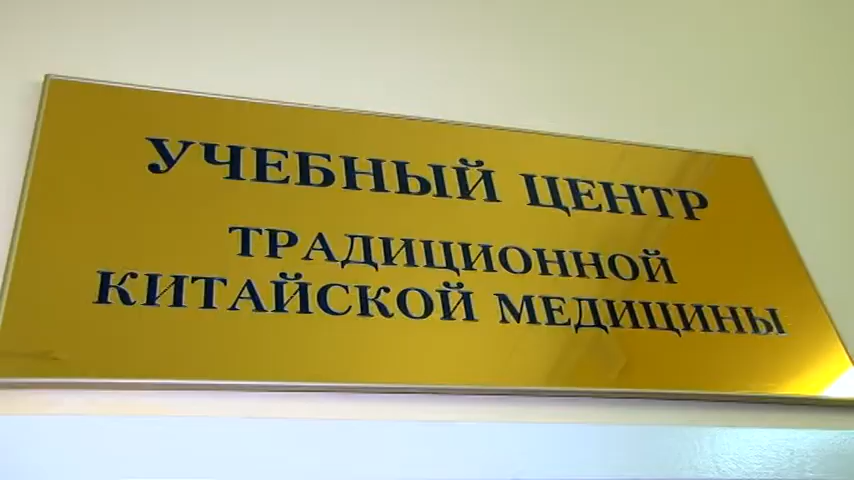 УЧЕБНЫЙ ЦЕНТР
ТРАДИЦИОННОЙ
КИТАЙСКОЙ МЕДИЦИНЫ